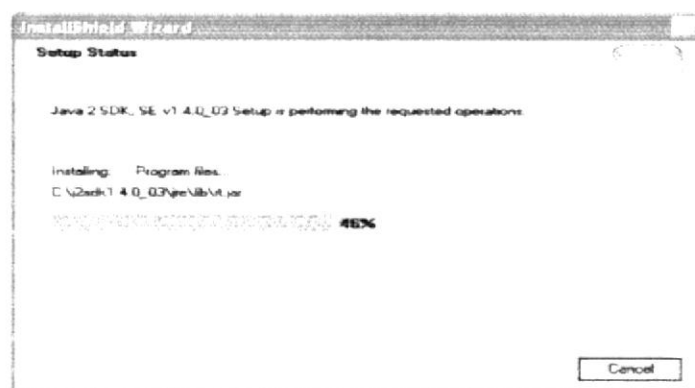 InstallShield Wizard
Setup Status
Java 2 SDK, SE v1.4.0_03 Setup is performing the requested operations.
Installing: Program files...
C:\j2sdk1.4.0_03\jre\lib\rt.jar
46%
Cancel